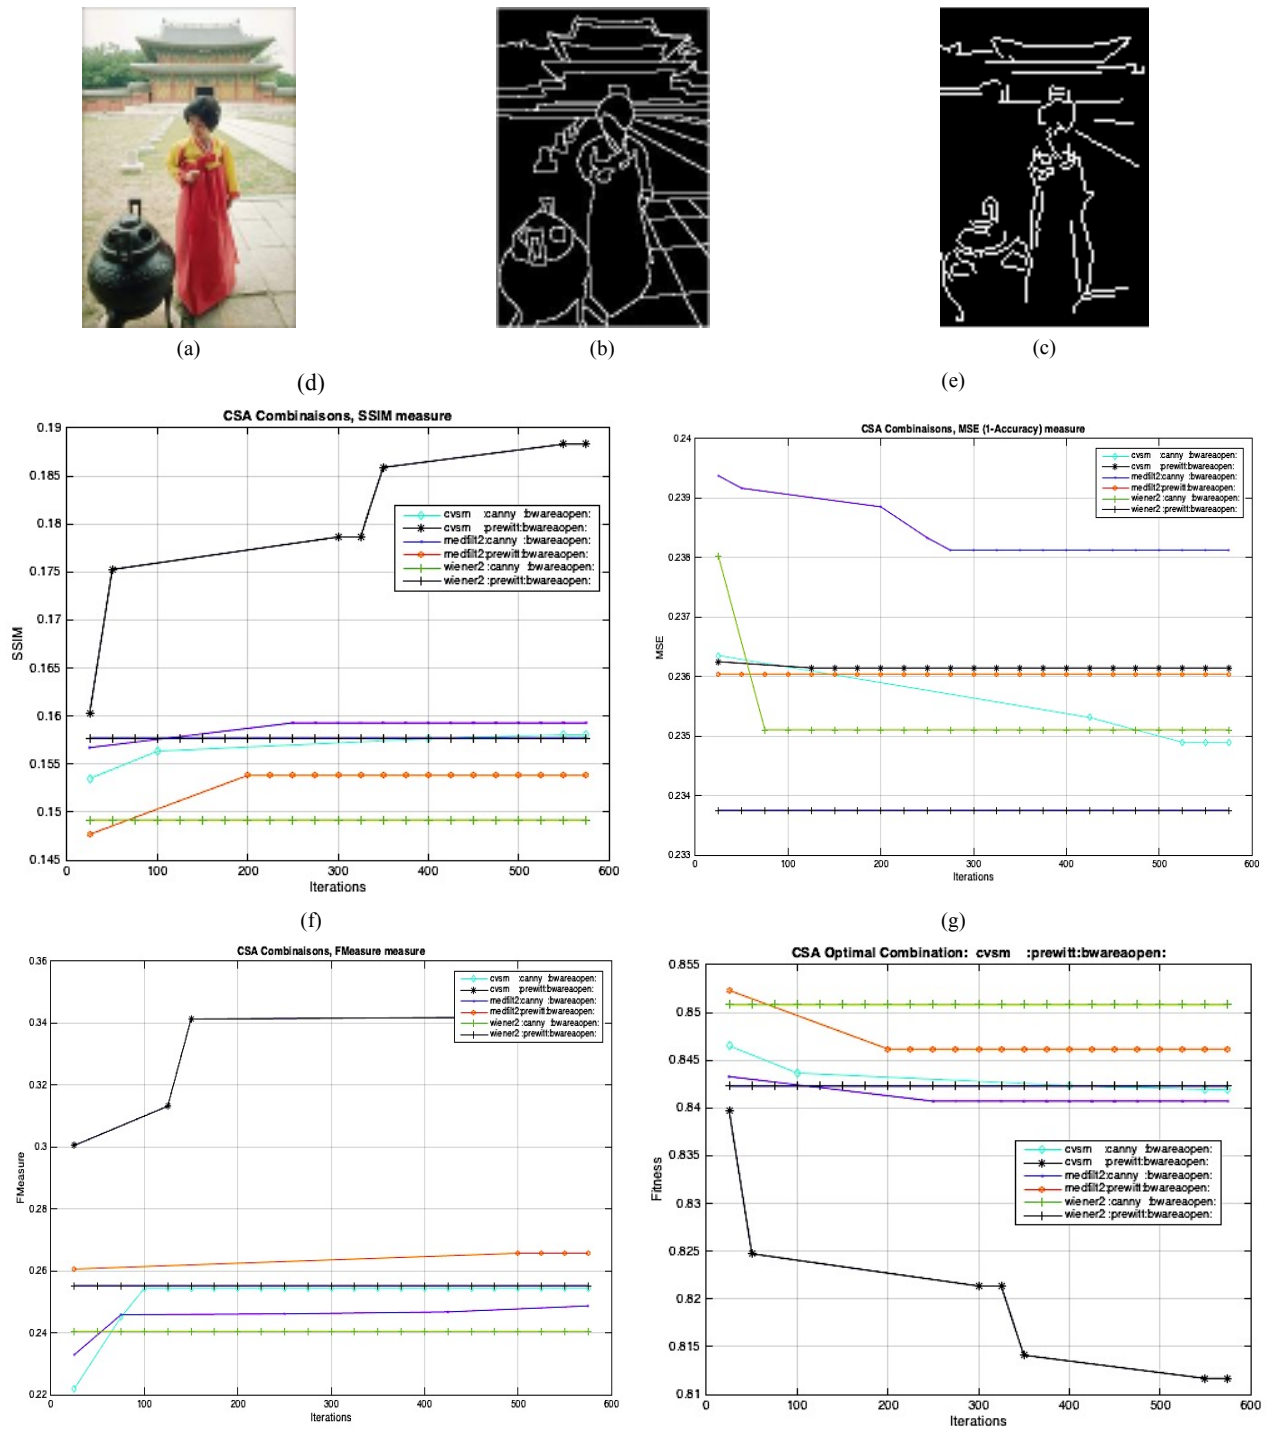 (a)
(b)
(c)
(d)
CSA Combinaisons, SSIM measure
0.19
0.185
0.18
0.175
0.17
0.165
0.16
0.155
0.15
0.145
SSIM
cvsm :canny :bwareaopen:
cvsm :prewitt:bwareaopen:
medfilt2:canny :bwareaopen:
medfilt2:prewitt:bwareaopen:
wiener2 :canny :bwareaopen:
wiener2 :prewitt:bwareaopen:
0 100 200 300 400 500 600
Iterations
(e)
CSA Combinaisons, MSE (1-Accuracy) measure
0.24
0.239
0.238
0.237
0.236
0.235
0.234
0.233
MSE
cvsm :canny :bwareaopen:
cvsm :prewitt:bwareaopen:
medfilt2:canny :bwareaopen:
medfilt2:prewitt:bwareaopen:
wiener2 :canny :bwareaopen:
wiener2 :prewitt:bwareaopen:
0 100 200 300 400 500 600
Iterations
(f)
CSA Combinaisons, FMeasure measure
0.36
0.34
0.32
0.3
0.28
0.26
0.24
0.22
FMeasure
cvsm :canny :bwareaopen:
cvsm :prewitt:bwareaopen:
medfilt2:canny :bwareaopen:
medfilt2:prewitt:bwareaopen:
wiener2 :canny :bwareaopen:
wiener2 :prewitt:bwareaopen:
0 100 200 300 400 500 600
Iterations
(g)
CSA Optimal Combination: cvsm :prewitt:bwareaopen:
0.855
0.85
0.845
0.84
0.835
0.83
0.825
0.82
0.815
0.81
Fitness
cvsm :canny :bwareaopen:
cvsm :prewitt:bwareaopen:
medfilt2:canny :bwareaopen:
medfilt2:prewitt:bwareaopen:
wiener2 :canny :bwareaopen:
wiener2 :prewitt:bwareaopen:
0 100 200 300 400 500 600
Iterations